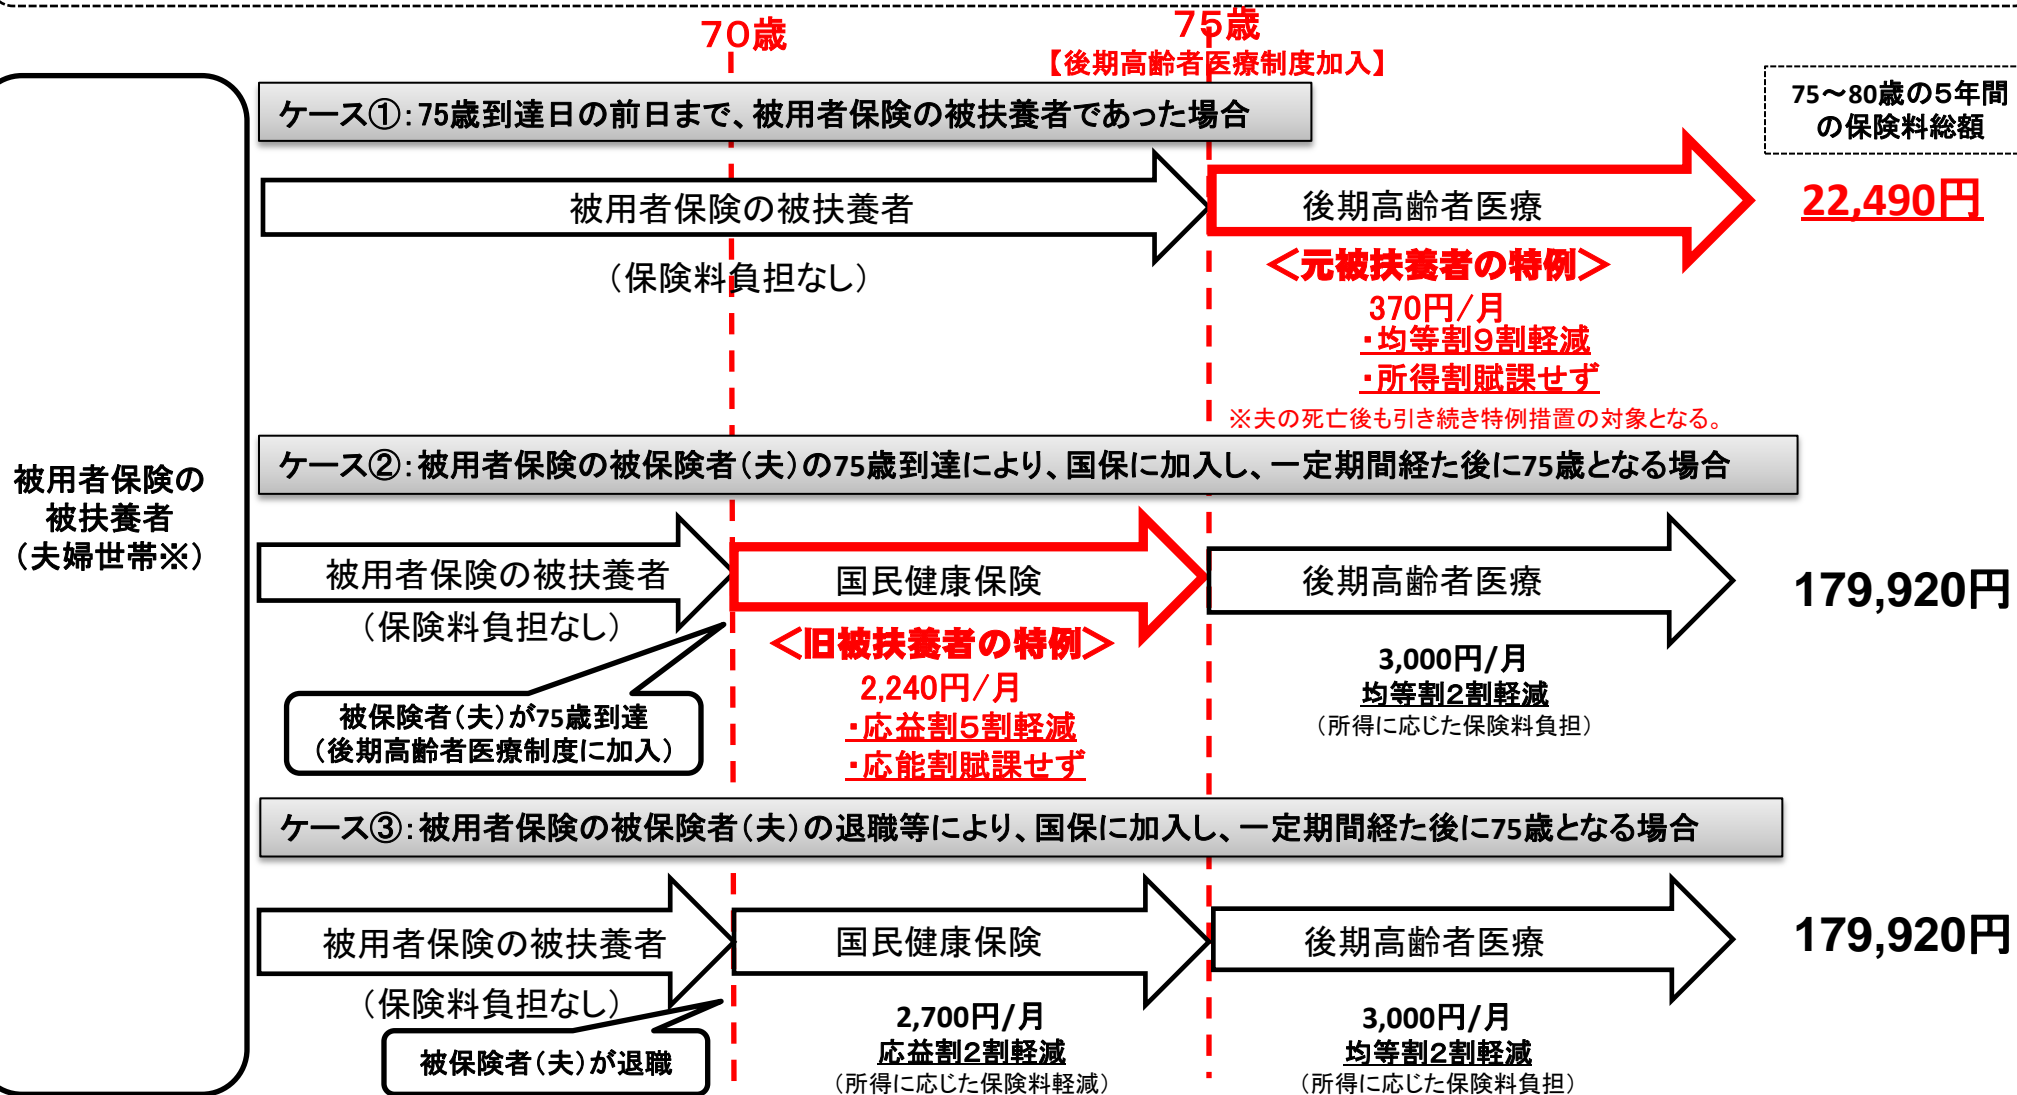 70歳
75歳
【後期高齢者医療制度加入】
75～80歳の5年間
の保険料総額
被用者保険の
被扶養者
（夫婦世帯※）
ケース①：75歳到達日の前日まで、被用者保険の被扶養者であった場合
被用者保険の被扶養者
（保険料負担なし）
後期高齢者医療
＜元被扶養者の特例＞
370円/月
・均等割9割軽減
・所得割賦課せず
※夫の死亡後も引き続き特例措置の対象となる。
22,490円
ケース②：被用者保険の被保険者（夫）の75歳到達により、国保に加入し、一定期間経た後に75歳となる場合
被用者保険の被扶養者
（保険料負担なし）
被保険者（夫）が75歳到達
（後期高齢者医療制度に加入）
国民健康保険
＜旧被扶養者の特例＞
2,240円/月
・応益割5割軽減
・応能割賦課せず
後期高齢者医療
3,000円/月
均等割2割軽減
（所得に応じた保険料負担）
179,920円
ケース③：被用者保険の被保険者（夫）の退職等により、国保に加入し、一定期間経た後に75歳となる場合
被用者保険の被扶養者
（保険料負担なし）
被保険者（夫）が退職
国民健康保険
2,700円/月
応益割2割軽減
（所得に応じた保険料軽減）
後期高齢者医療
3,000円/月
均等割2割軽減
（所得に応じた保険料負担）
179,920円